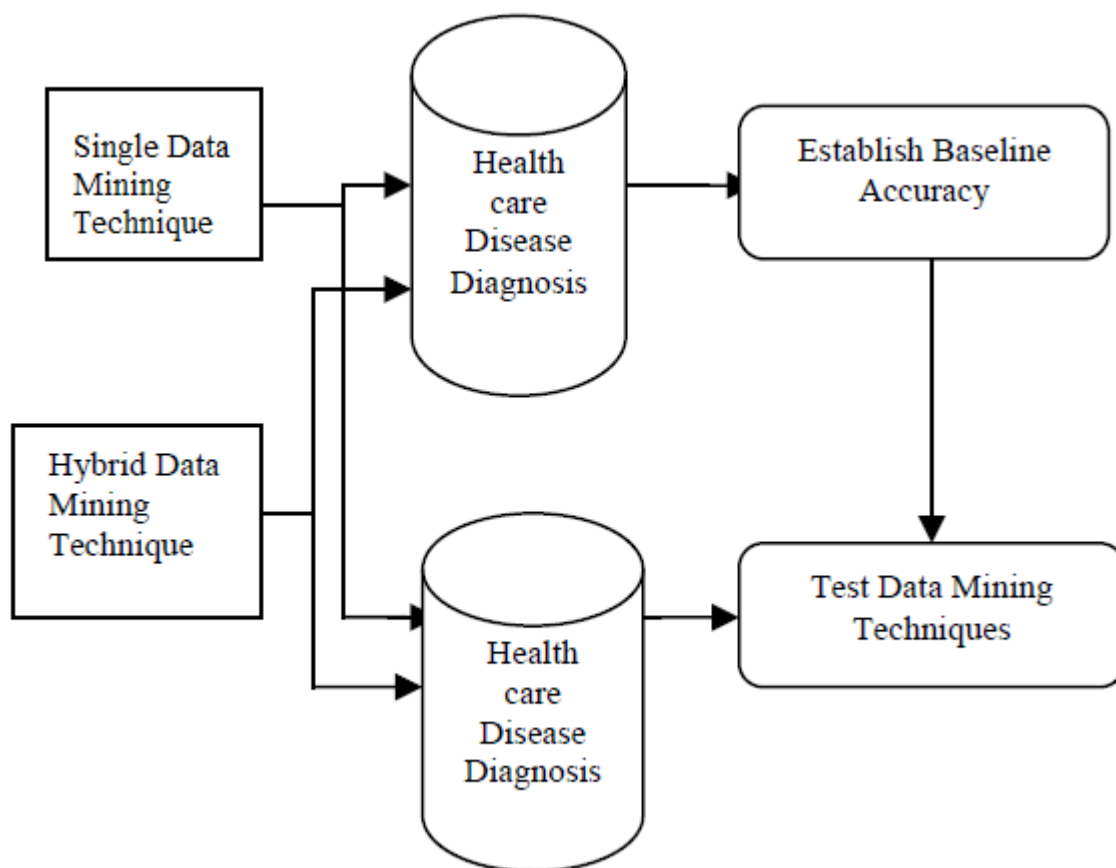 Single Data
Mining
Technique
Health
care
Disease
Diagnosis
Establish Baseline
Accuracy
Hybrid Data
Mining
Technique
Health
care
Disease
Diagnosis
Test Data Mining
Techniques